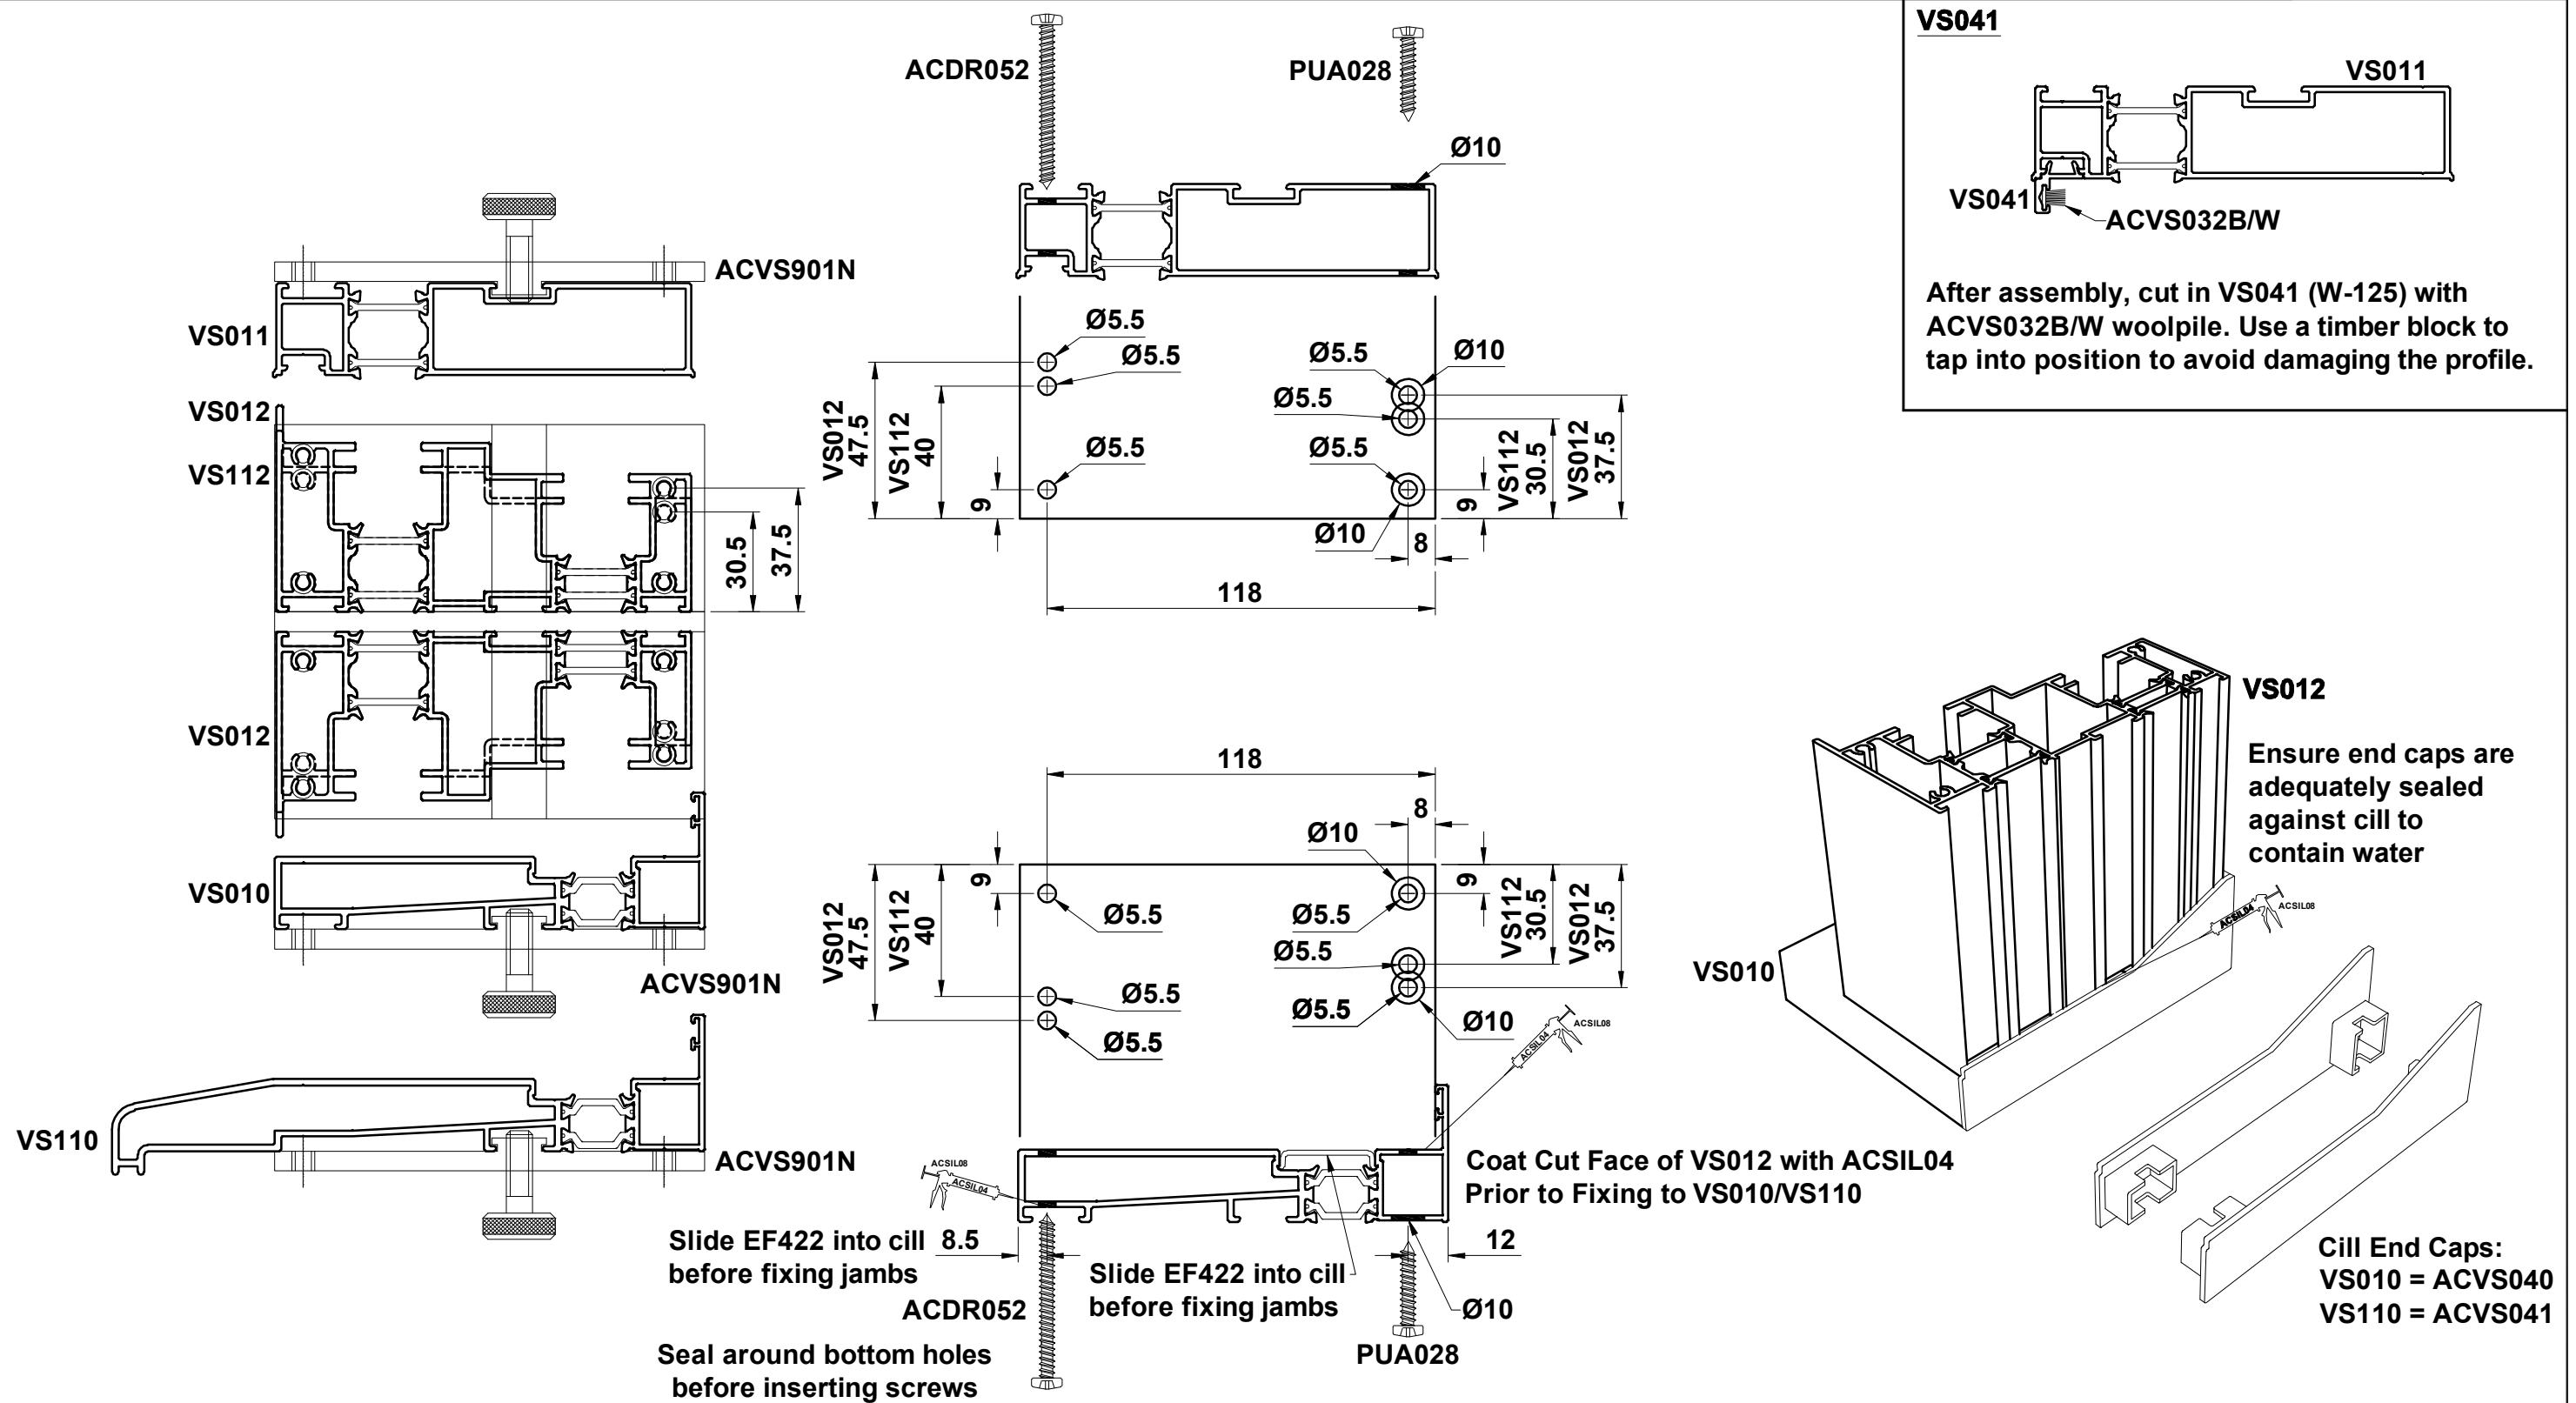 ACVS901N
VS011
VS012
VS112
30.5
37.5
VS012
VS010
ACVS901N
VS110
ACVS901N
ACDR052
PUA028
Ø10
Ø5.5
Ø5.5
Ø5.5
Ø10
Ø5.5
Ø5.5
Ø5.5
Ø10
VS012
47.5
VS112
40
9
9
VS112
30.5
VS012
37.5
8
118
118
8
Ø10
9
9
VS012
47.5
VS112
40
VS112
30.5
VS012
37.5
Ø5.5
Ø5.5
Ø5.5
Ø5.5
Ø5.5
Ø5.5
Ø10
ACSIL04
ACSIL08
ACSIL08
ACSIL04
Coat Cut Face of VS012 with ACSIL04
Prior to Fixing to VS010/VS110
Slide EF422 into cill
before fixing jambs
8.5
12
Slide EF422 into cill
before fixing jambs
ACDR052
Ø10
PUA028
Seal around bottom holes
before inserting screws
VS041
VS011
VS041
ACVS032B/W
After assembly, cut in VS041 (W-125) with
ACVS032B/W woolpile. Use a timber block to
tap into position to avoid damaging the profile.
VS012
Ensure end caps are
adequately sealed
against cill to
contain water
ACSIL04
ACSIL08
VS010
Cill End Caps:
VS010 = ACVS040
VS110 = ACVS041